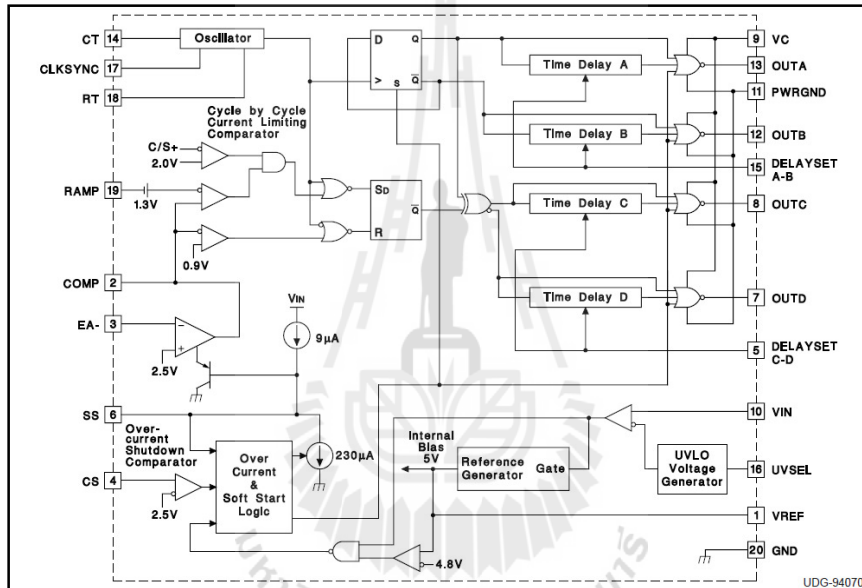 CT 14
Oscillator
CLKSYNC 17
RT 18
Cycle by Cycle
Current Limiting
Comparator
C/S+
2.0V
RAMP 19
1.3V
0.9V
COMP 2
EA- 3
2.5V
VIN
9μA
SS 6
Over-
current
Shutdown
Comparator
CS 4
2.5V
Over
Current
&
Soft Start
Logic
230μA
D Q
> Q
S
SD
R Q
Time Delay A
Time Delay B
Time Delay C
Time Delay D
9 VC
13 OUTA
11 PWRGND
12 OUTB
15 DELAYSET
A-B
8 OUTC
7 OUTD
5 DELAYSET
C-D
10 VIN
Internal
Bias
5V
Reference
Generator
Gate
UVLO
Voltage
Generator
16 UVSEL
1 VREF
4.8V
20 GND
UDG-94070